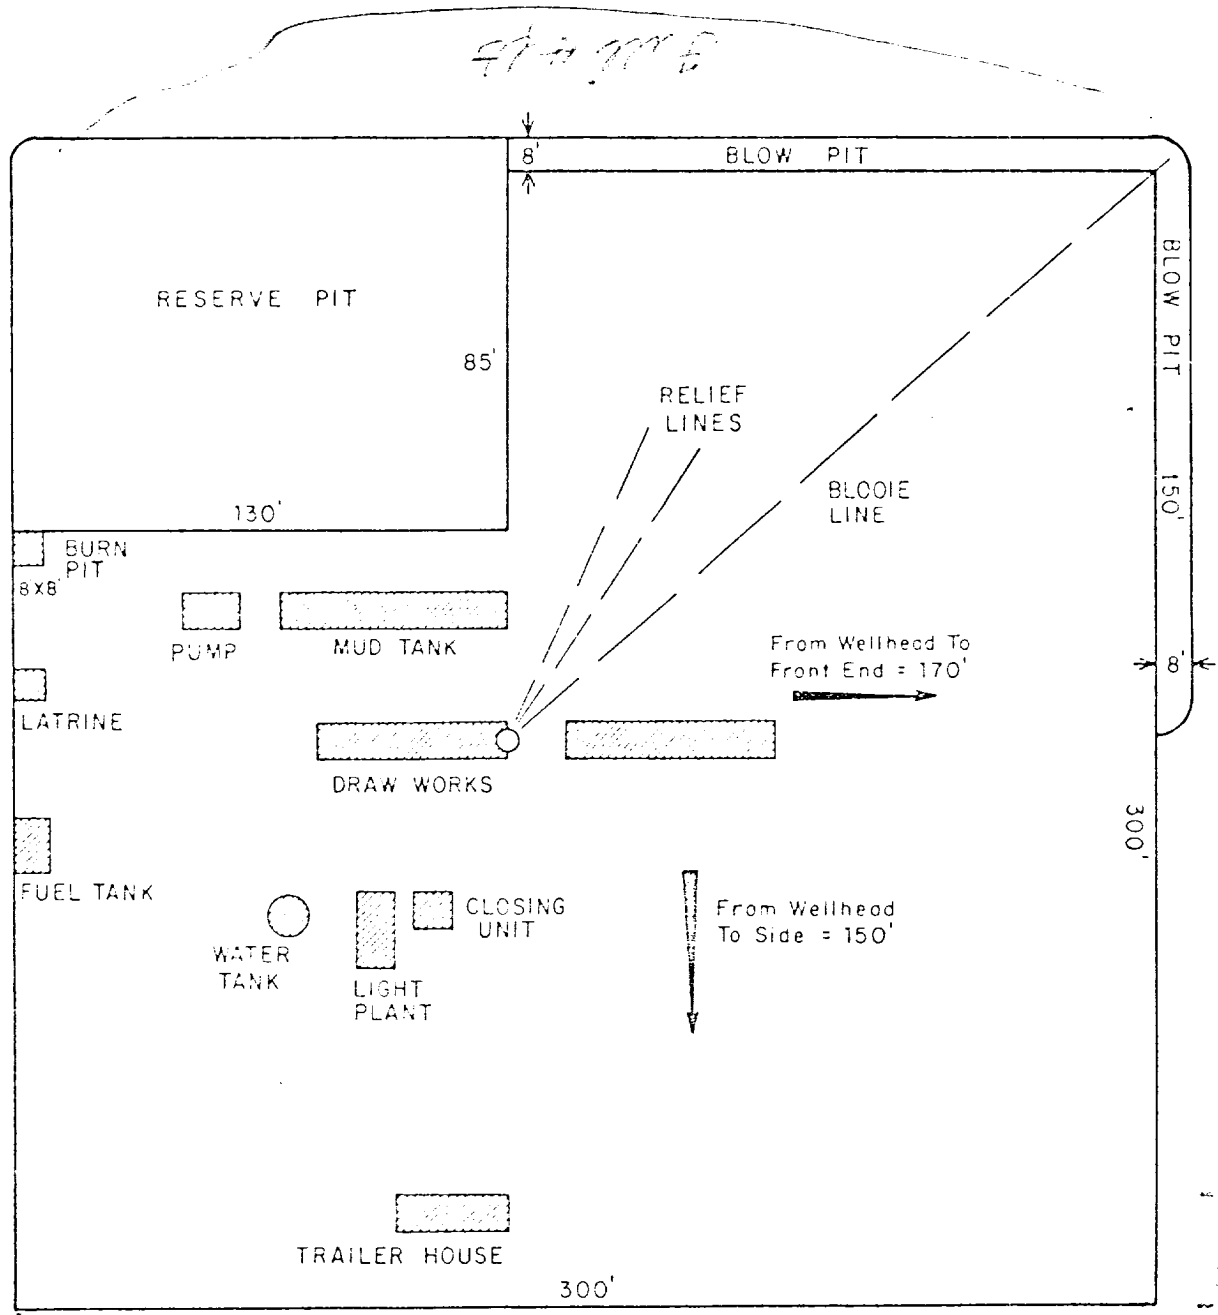 8'
BLOW PIT
BLOW PIT
RESERVE PIT
85'
RELIEF
LINES
BLOOIE
LINE
150'
130'
BURN
PIT
8'X8'
PUMP
MUD TANK
From Wellhead To
Front End = 170'
8'
LATRINE
DRAW WORKS
300'
FUEL TANK
CLOSING
UNIT
From Wellhead
To Side = 150'
WATER
TANK
LIGHT
PLANT
TRAILER HOUSE
300'